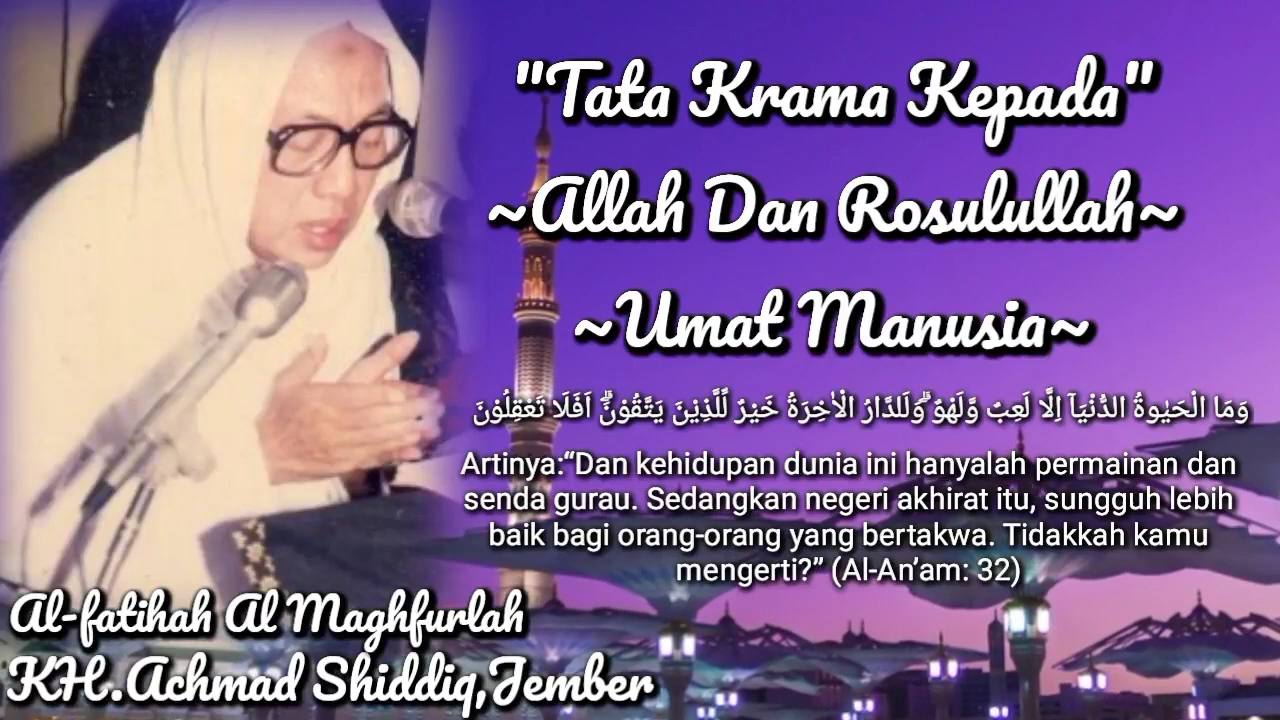 "Tata Krama Kepada"
~Allah Dan Rosulullah~
~Umat Manusia~
وَمَا الْحَيٰوةُ الدُّنْيَآ اِلَّا لَعِبٌ وَّلَهْوٌ ۗوَلَلدَّارُ الْاٰخِرَةُ خَيْرٌ لِّلَّذِيْنَ يَتَّقُوْنَۗ اَفَلَا تَعْقِلُوْنَ
Artinya:“Dan kehidupan dunia ini hanyalah permainan dan
senda gurau. Sedangkan negeri akhirat itu, sungguh lebih
baik bagi orang-orang yang bertakwa. Tidakkah kamu
mengerti?” (Al-An’am: 32)
Al-fatihah Al Maghfurlah
KH.Achmad Shiddiq,Jember